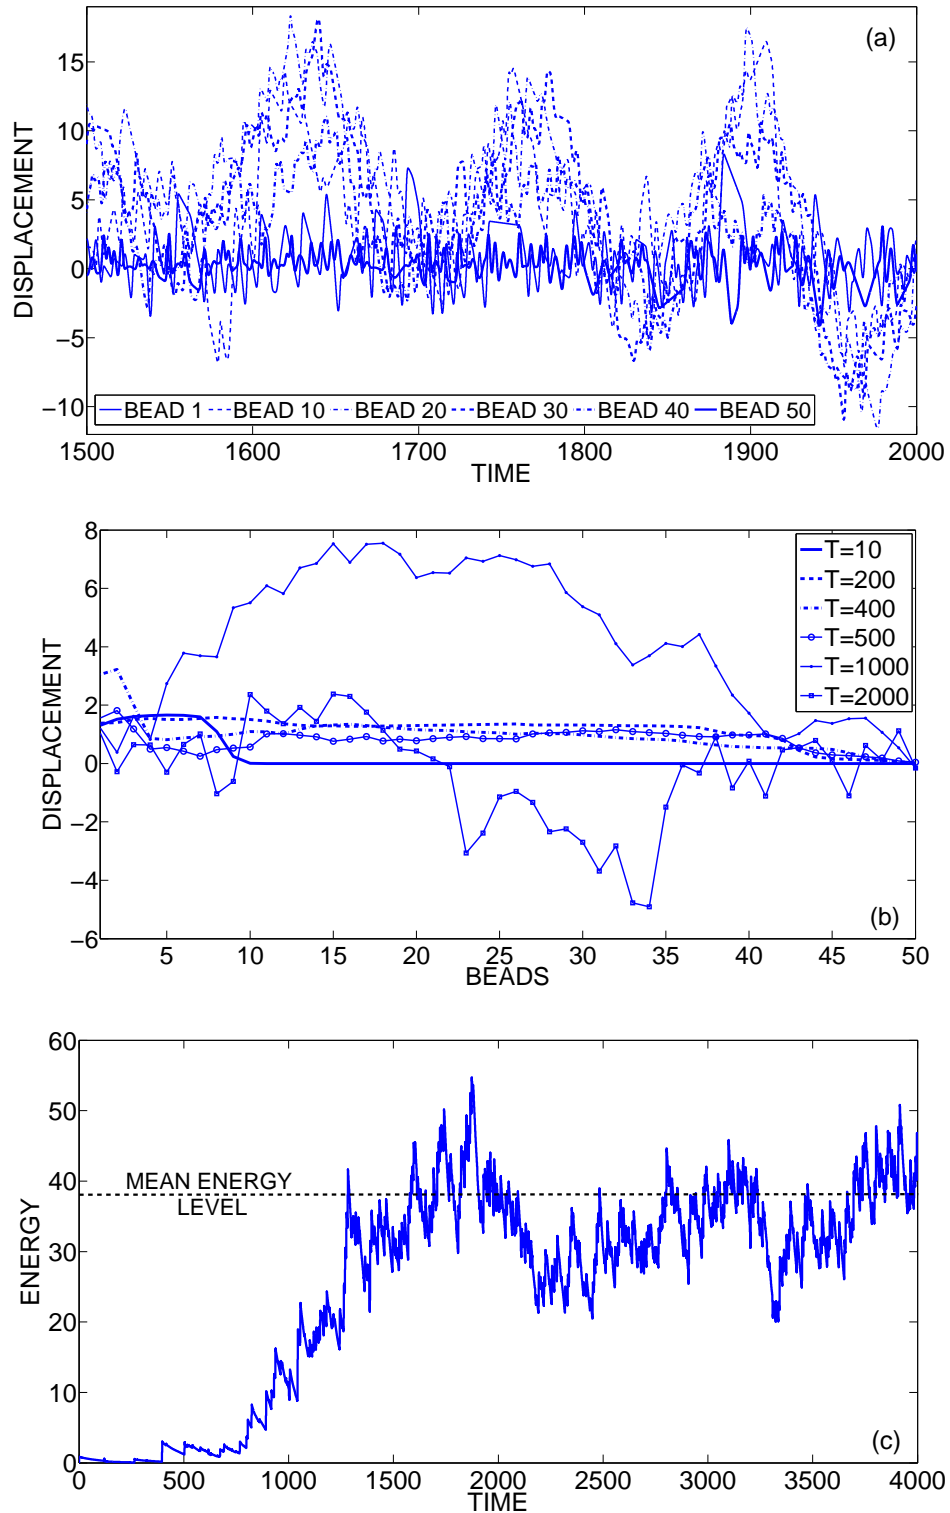 (a)
15
10
5
0
−5
−10
DISPLACEMENT
BEAD 1 BEAD 10 BEAD 20 BEAD 30 BEAD 40 BEAD 50
1500 1600 1700 1800 1900 2000
TIME
8
6
4
2
0
−2
−4
−6
DISPLACEMENT
T=10
T=200
T=400
T=500
T=1000
T=2000
(b)
5 10 15 20 25 30 35 40 45 50
BEADS
60
50
40
30
20
10
0
ENERGY
MEAN ENERGY
LEVEL
(c)
0 500 1000 1500 2000 2500 3000 3500 4000
TIME